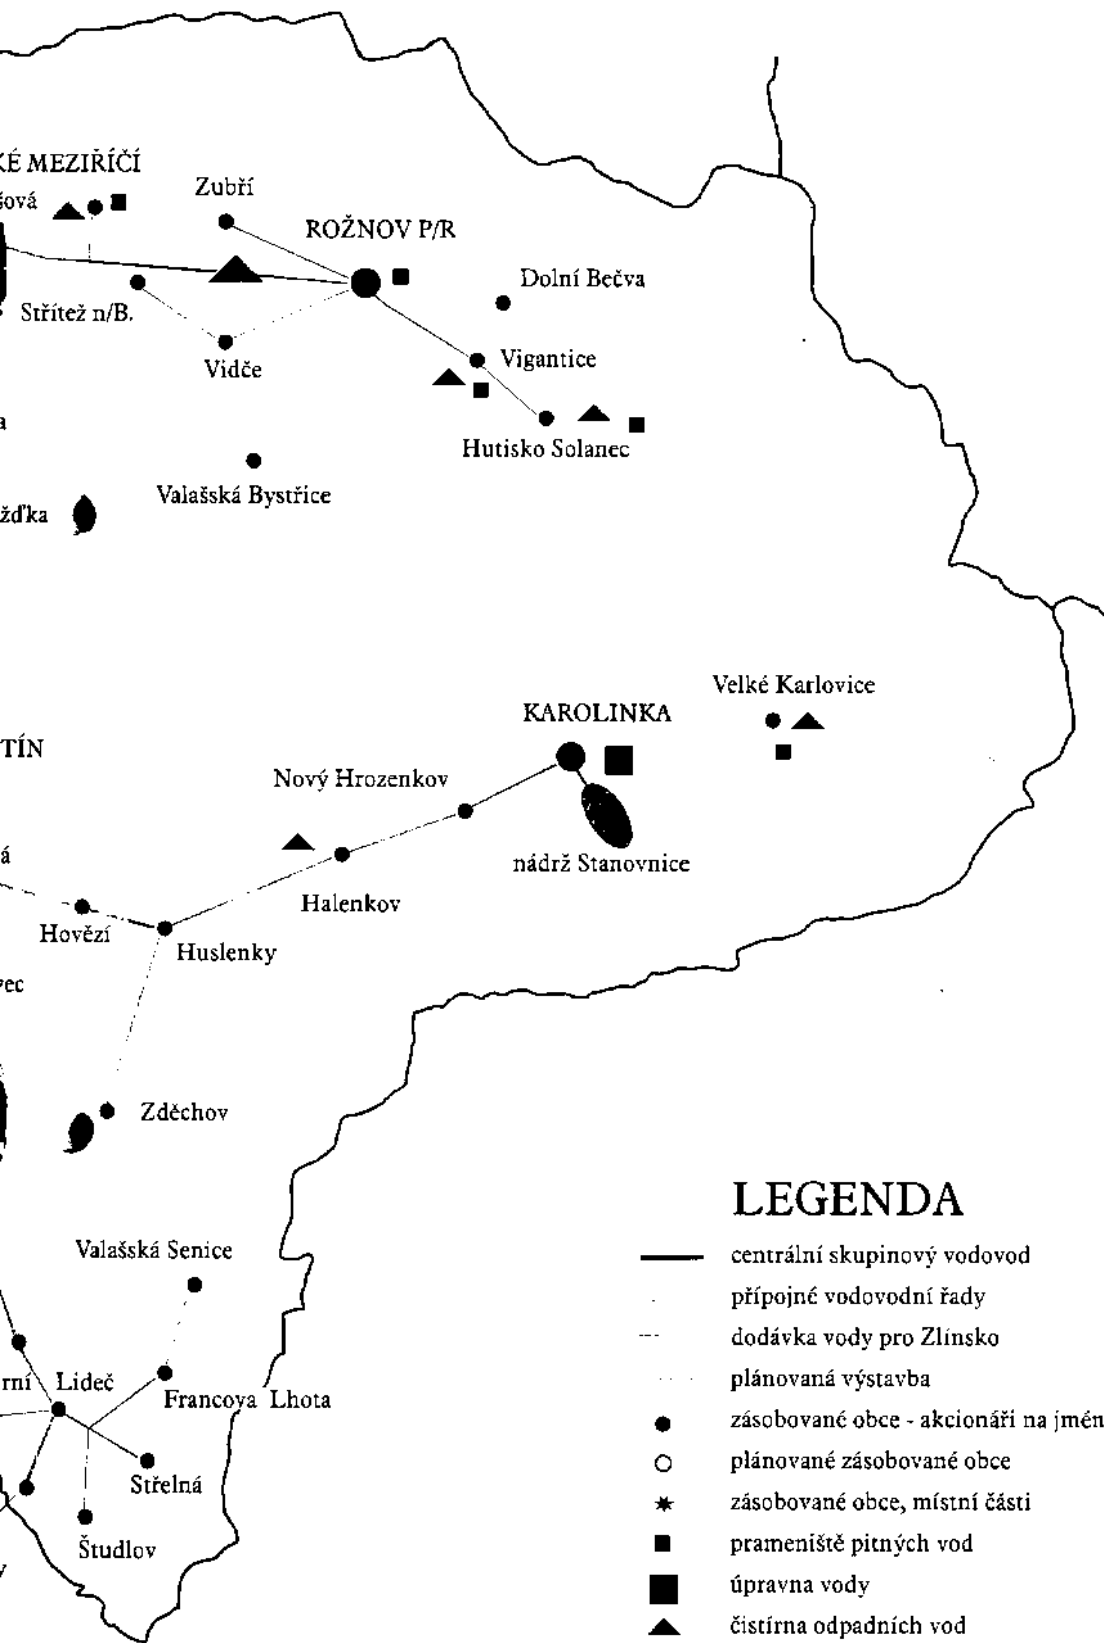 KÉ MEZIŘÍČÍ
šová
Zubří
ROŽNOV P/R
Dolní Bečva
Střítež n/B.
Vidče
Vigantice
a
Hutisko Solanec
Valašská Bystřice
žďka
Velké Karlovice
KAROLINKA
TÍN
Nový Hrozenkov
á
nádrž Stanovnice
Halenkov
Hovězí
Huslenky
vec
Zděchov
Valašská Senice
rní Lideč
Francova Lhota
Střelná
Študlov
v
LEGENDA
centrální skupinový vodovod
přípojné vodovodní řady
dodávka vody pro Zlínsko
plánovaná výstavba
zásobované obce - akcionáři na jmén
plánované zásobované obce
zásobované obce, místní části
prameniště pitných vod
úpravna vody
čistírna odpadních vod